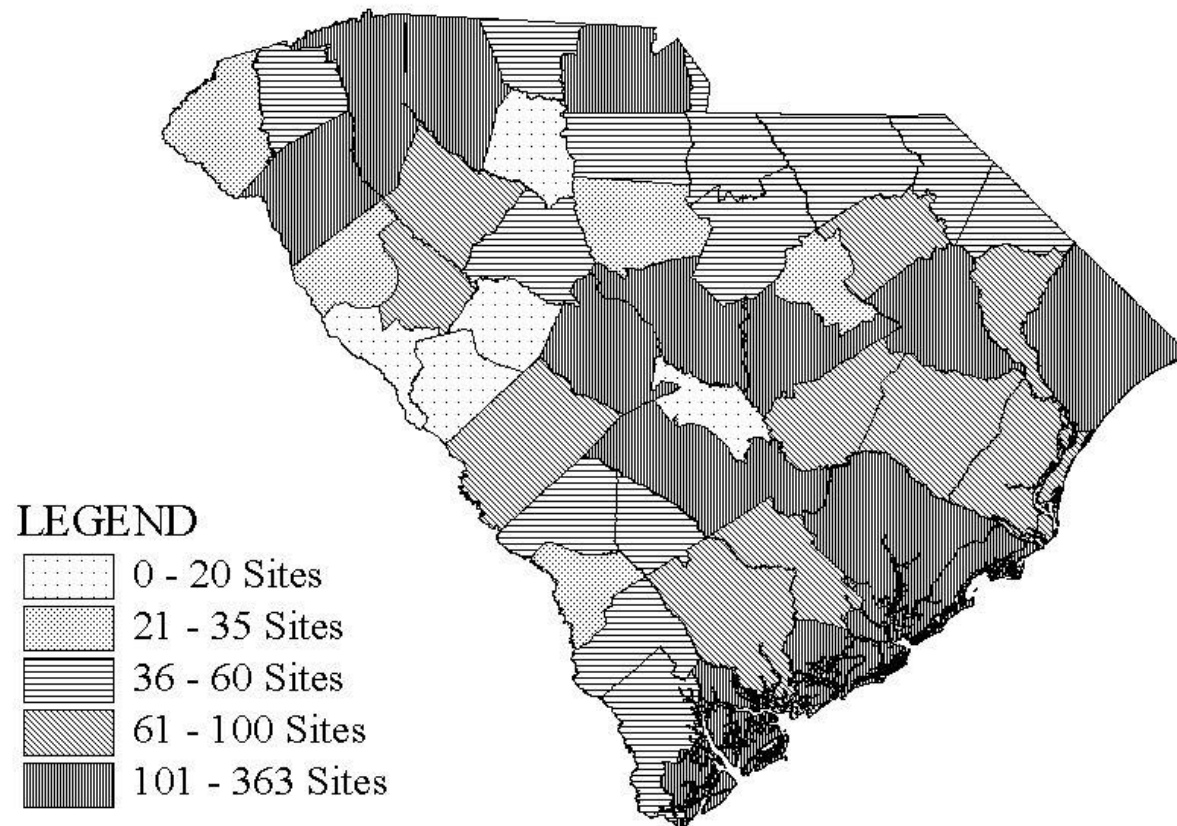 LEGEND
0 - 20 Sites
21 - 35 Sites
36 - 60 Sites
61 - 100 Sites
101 - 363 Sites